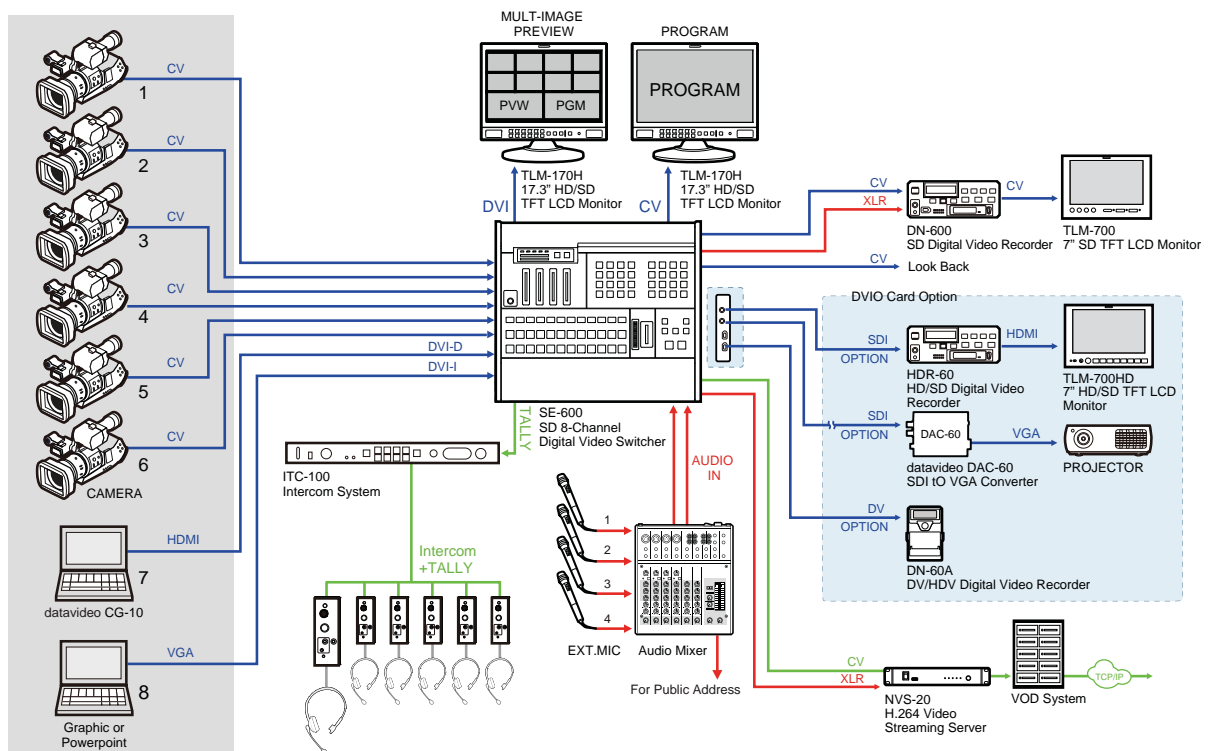 MULT-IMAGE
PREVIEW
PROGRAM
PVW
PGM
PROGRAM
TLM-170H
17.3” HD/SD
TFT LCD Monitor
TLM-170H
17.3” HD/SD
TFT LCD Monitor
DVI
CV
CV
1
CV
2
CV
3
CV
4
CV
5
CV
6
CAMERA
DVI-D
DVI-I
HDMI
7
datavideo CG-10
VGA
8
Graphic or
Powerpoint
SE-600
SD 8-Channel
Digital Video Switcher
TALLY
ITC-100
Intercom System
Intercom
+TALLY
AUDIO
IN
1
2
3
4
EXT.MIC
Audio Mixer
For Public Address
CV
XLR
DN-600
SD Digital Video Recorder
CV
TLM-700
7” SD TFT LCD Monitor
CV
Look Back
DVIO Card Option
SDI
OPTION
HDR-60
HD/SD Digital Video
Recorder
HDMI
TLM-700HD
7” HD/SD TFT LCD
Monitor
SDI
OPTION
DAC-60
datavideo DAC-60
SDI tO VGA Converter
VGA
PROJECTOR
DV
OPTION
DN-60A
DV/HDV Digital Video Recorder
CV
XLR
NVS-20
H.264 Video
Streaming Server
VOD System
TCP/IP